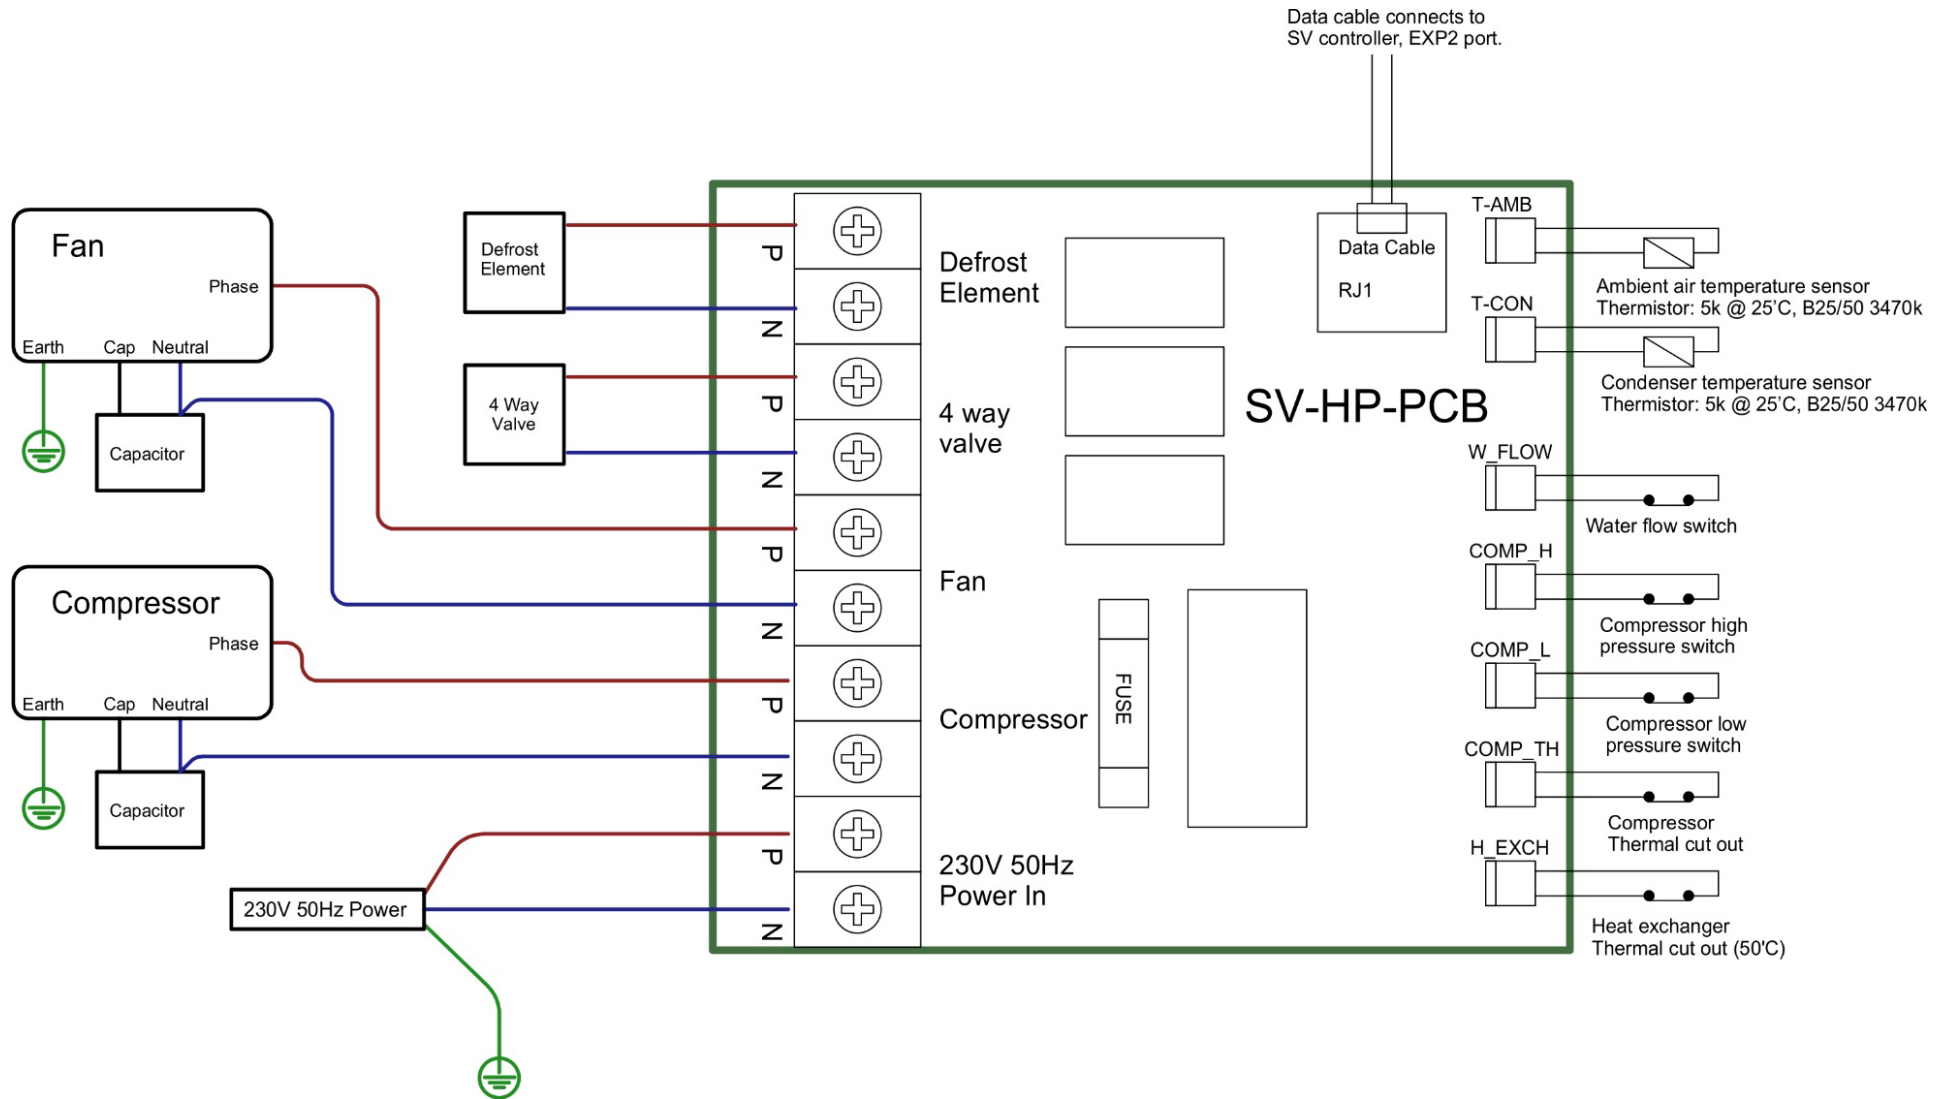 Data cable connects to
SV controller, EXP2 port.
Fan
Phase
Earth
Cap
Neutral
Capacitor
Compressor
Phase
Earth
Cap
Neutral
Capacitor
230V 50Hz Power
Defrost
Element
4 Way
Valve
P
N
P
N
P
N
P
N
P
N
Defrost
Element
4 way
valve
Fan
Compressor
230V 50Hz
Power In
FUSE
Data Cable
RJ1
SV-HP-PCB
T-AMB
Ambient air temperature sensor
Thermistor: 5k @ 25’C, B25/50 3470k
T-CON
Condenser temperature sensor
Thermistor: 5k @ 25’C, B25/50 3470k
W_FLOW
Water flow switch
COMP_H
Compressor high
pressure switch
COMP_L
Compressor low
pressure switch
COMP_TH
Compressor
Thermal cut out
H_EXCH
Heat exchanger
Thermal cut out (50'C)